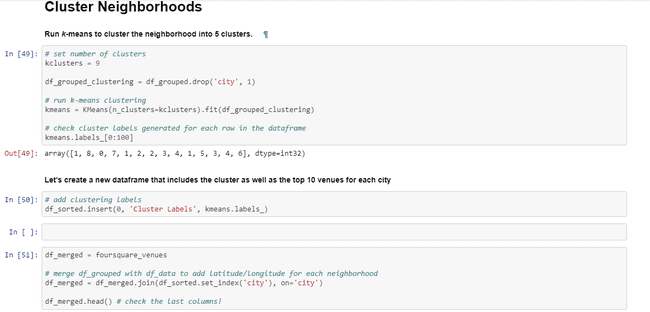 Cluster Neighborhoods
Run k-means to cluster the neighborhood into 5 clusters. ¶
In [49]: # set number of clusters
kclusters = 9
df_grouped_clustering = df_grouped.drop('city', 1)
# run k-means clustering
kmeans = KMeans(n_clusters=kclusters).fit(df_grouped_clustering)
# check cluster labels generated for each row in the dataframe
kmeans.labels_[0:100]
Out[49]: array([1, 8, 0, 7, 1, 2, 2, 3, 4, 1, 5, 3, 4, 6], dtype=int32)
Let's create a new dataframe that includes the cluster as well as the top 10 venues for each city
In [50]: # add clustering labels
df_sorted.insert(0, 'Cluster Labels', kmeans.labels_)
In [ ]:
In [51]: df_merged = foursquare_venues
# merge df_grouped with df_data to add latitude/longitude for each neighborhood
df_merged = df_merged.join(df_sorted.set_index('city'), on='city')
df_merged.head() # check the last columns!